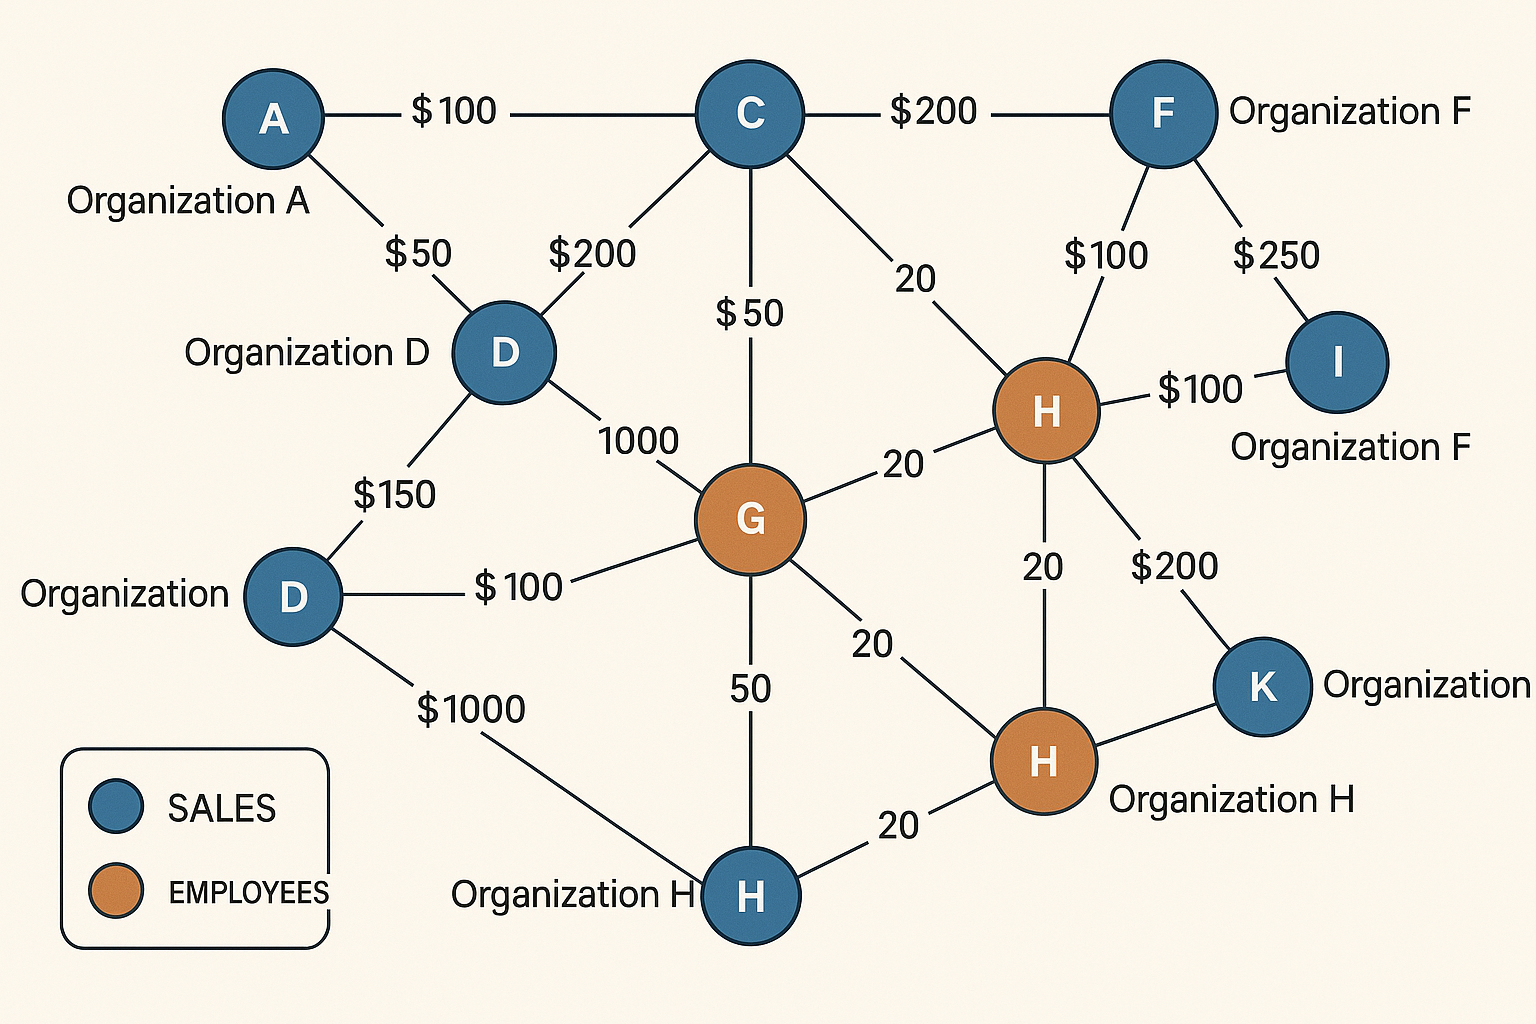 A
$100
C
$200
F
Organization F
Organization A
$50
$200
$100
$250
20
$50
Organization D
D
I
$100
H
1000
20
Organization F
$150
G
20
$200
Organization
D
$100
20
50
K
Organization
$1000
H
Organization H
SALES
20
EMPLOYEES
Organization H
H